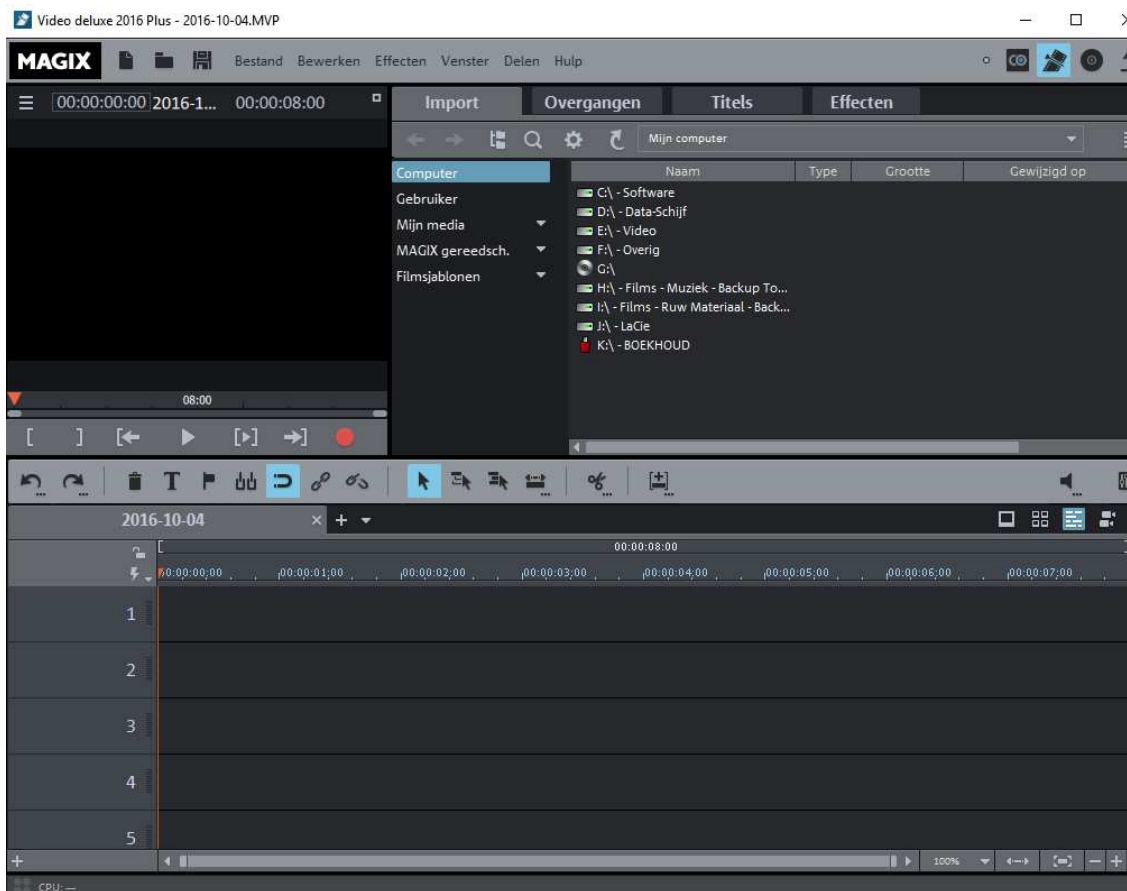 Video deluxe 2016 Plus - 2016-10-04.MVP
MAGIX Bestand Bewerken Effecten Venster Delen Hulp
00:00:00:00 2016-1... 00:00:08:00
Import Overgangen Titels Effecten
Mijn computer
Computer
Gebruiker
Mijn media
MAGIX gereedsch.
Filmsjablonen
Naam Type Grootte Gewijzigd op
C:\ - Software
D:\ - Data-Schijf
E:\ - Video
F:\ - Overig
G:\
H:\ - Films - Muziek - Backup To...
I:\ - Films - Ruw Materiaal - Back...
J:\ - LaCie
K:\ - BOEKHOUD
08:00
2016-10-04
00:00:08:00
00:00:00;00 00:00:01;00 00:00:02;00 00:00:03;00 00:00:04;00 00:00:05;00 00:00:06;00 00:00:07;00
1
2
3
4
5
100%
CPU: —